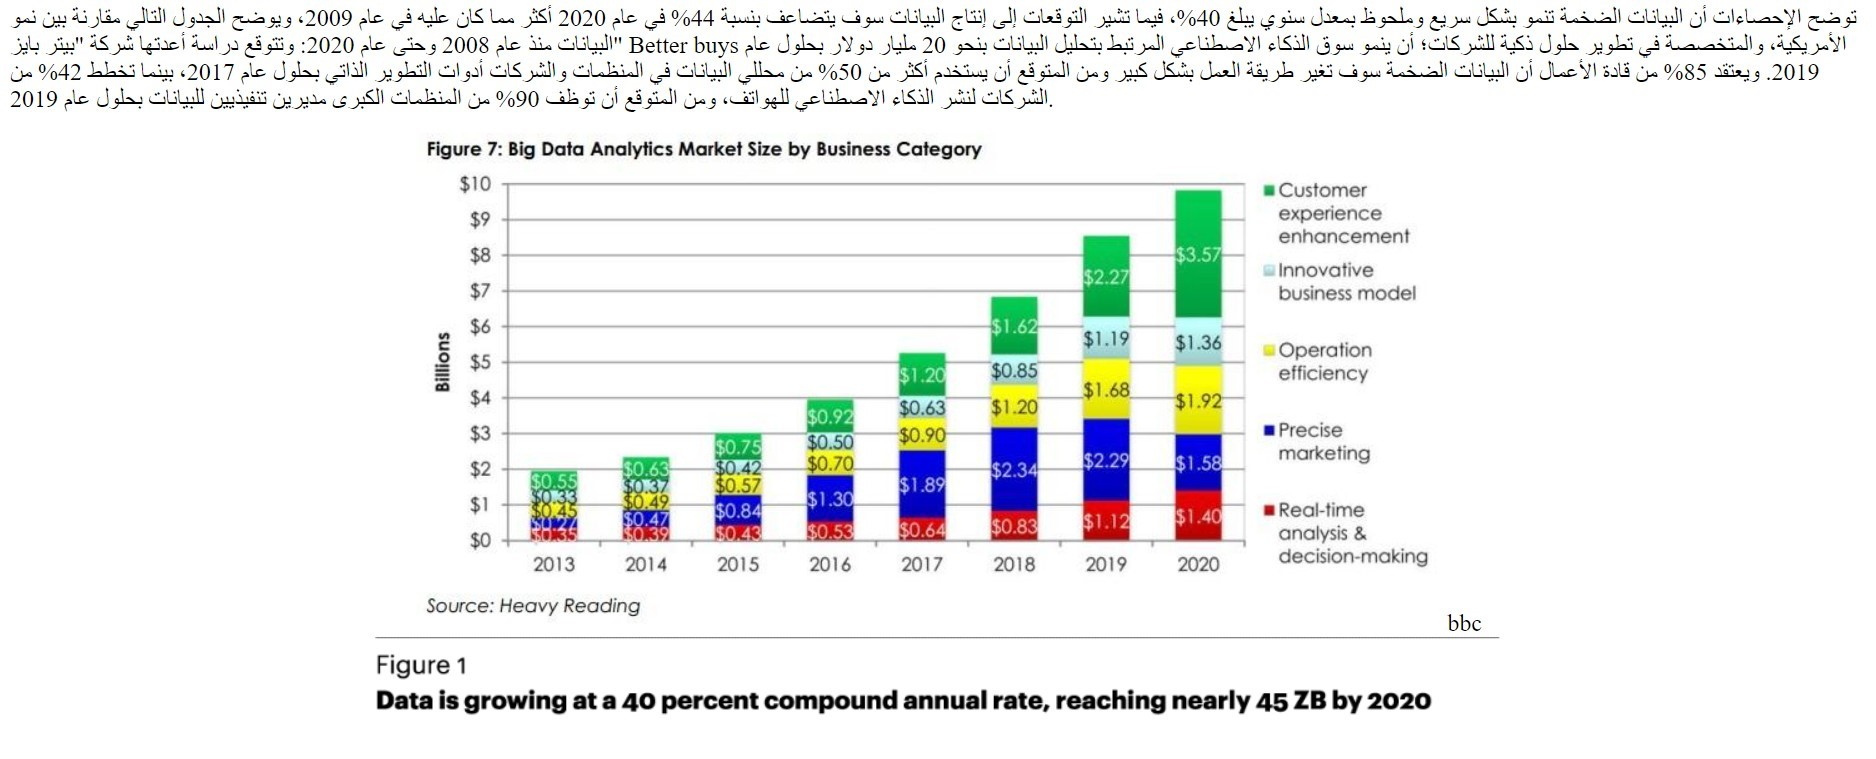 توضح الإحصاءات أن البيانات الضخمة تنمو بشكل سريع وملحوظ بمعدل سنوي يبلغ 40%، فيما تشير التوقعات إلى إنتاج البيانات سوف يتضاعف بنسبة 44% في عام 2020 أكثر مما كان عليه في عام 2009، ويوضح الجدول التالي مقارنة بين نمو
البيانات منذ عام 2008 وحتى عام 2020: وتتوقع دراسة أعدتها شركة "بيتر بايز" Better buys الأمريكية، والمتخصصة في تطوير حلول ذكية للشركات؛ أن ينمو سوق الذكاء الاصطناعي المرتبط بتحليل البيانات بنحو 20 مليار دولار بحلول عام
2019. ويعتقد 85% من قادة الأعمال أن البيانات الضخمة سوف تغير طريقة العمل بشكل كبير ومن المتوقع أن يستخدم أكثر من 50% من محللي البيانات في المنظمات والشركات أدوات التطوير الذاتي بحلول عام 2017، بينما تخطط 42% من
الشركات لنشر الذكاء الاصطناعي للهواتف، ومن المتوقع أن توظف 90% من المنظمات الكبرى مديرين تنفيذيين للبيانات بحلول عام 2019.
Figure 7: Big Data Analytics Market Size by Business Category
$10
$9
$8
$7
$6
$5
$4
$3
$2
$1
$0
Billions
$0.55
$0.33
$0.45
$0.27
$0.35
$0.63
$0.37
$0.49
$0.47
$0.39
$0.75
$0.42
$0.57
$0.84
$0.43
$0.92
$0.50
$0.70
$1.30
$0.53
$1.20
$0.63
$0.90
$1.89
$0.64
$1.62
$0.85
$1.20
$2.34
$0.83
$2.27
$1.19
$1.68
$2.29
$1.12
$3.57
$1.36
$1.92
$1.58
$1.40
2013 2014 2015 2016 2017 2018 2019 2020
Customer
experience
enhancement
Innovative
business model
Operation
efficiency
Precise
marketing
Real-time
analysis &
decision-making
Source: Heavy Reading
bbc
Figure 1
Data is growing at a 40 percent compound annual rate, reaching nearly 45 ZB by 2020